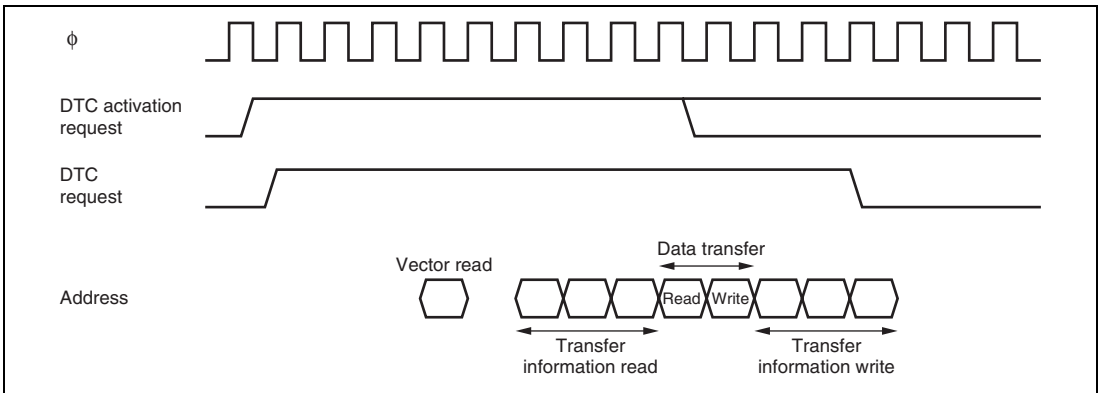 ϕ
DTC activation
request
DTC
request
Data transfer
Vector read
Address
Read
Write
Transfer
information read
Transfer
information write